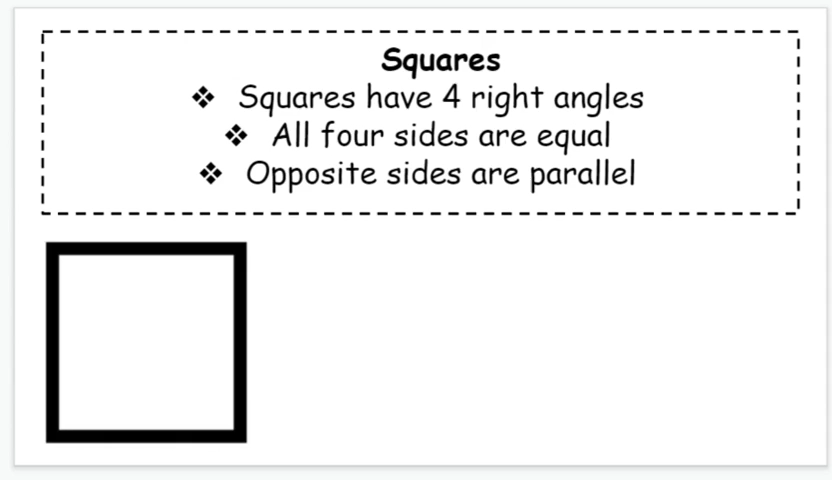 Squares
❖ Squares have 4 right angles
❖ All four sides are equal
❖ Opposite sides are parallel